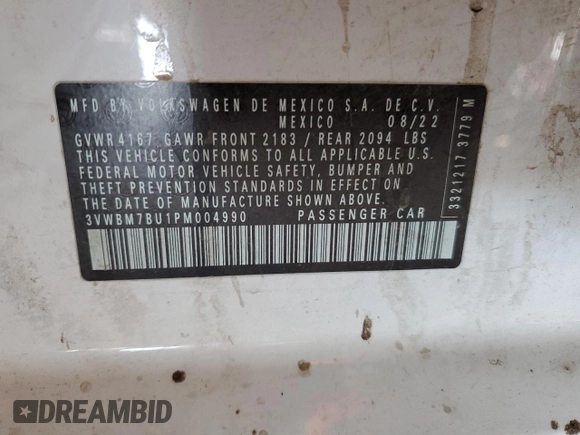 MFD BY VOLKSWAGEN DE MEXICO S.A. DE C.V.
MEXICO 08/22
GVWR 4167 GAWR FRONT 2183 / REAR 2094 LBS
THIS VEHICLE CONFORMS TO ALL APPLICABLE U.S.
FEDERAL MOTOR VEHICLE SAFETY, BUMPER AND
THEFT PREVENTION STANDARDS IN EFFECT ON
THE DATE OF MANUFACTURE SHOWN ABOVE.
3VWBM7BU1PM004990 PASSENGER CAR
3321217 3779 M
DREAMBID